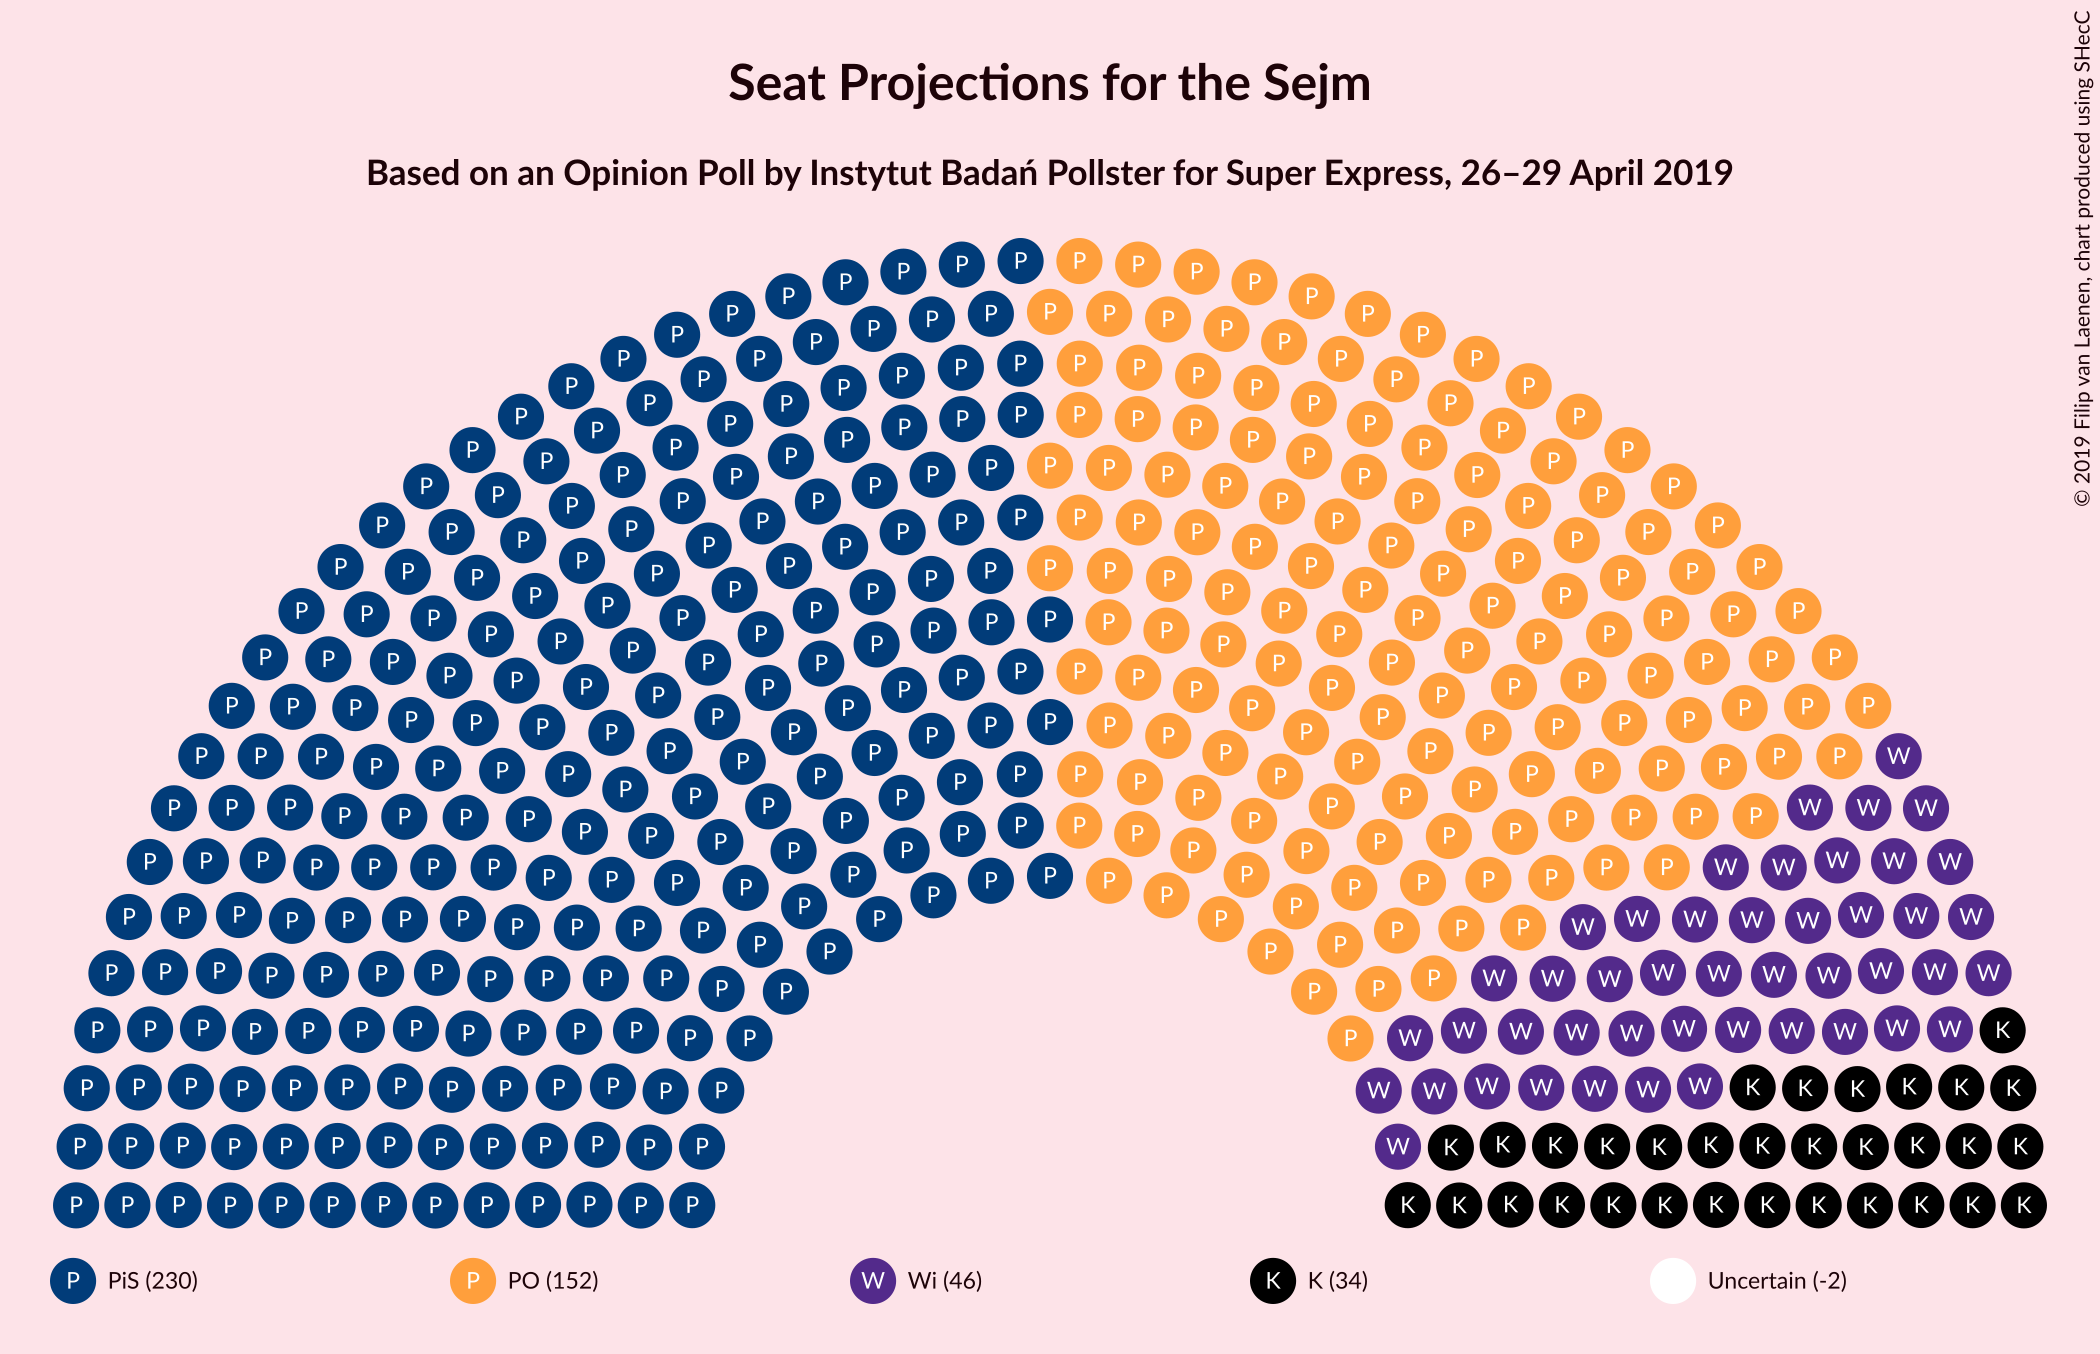 Seat Projections for the Sejm
Based on an Opinion Poll by Instytut Badań Pollster for Super Express, 26–29 April 2019
© 2019 Filip van Laenen, chart produced using SHecC
P PiS (230)
P PO (152)
W Wi (46)
K K (34)
Uncertain (-2)